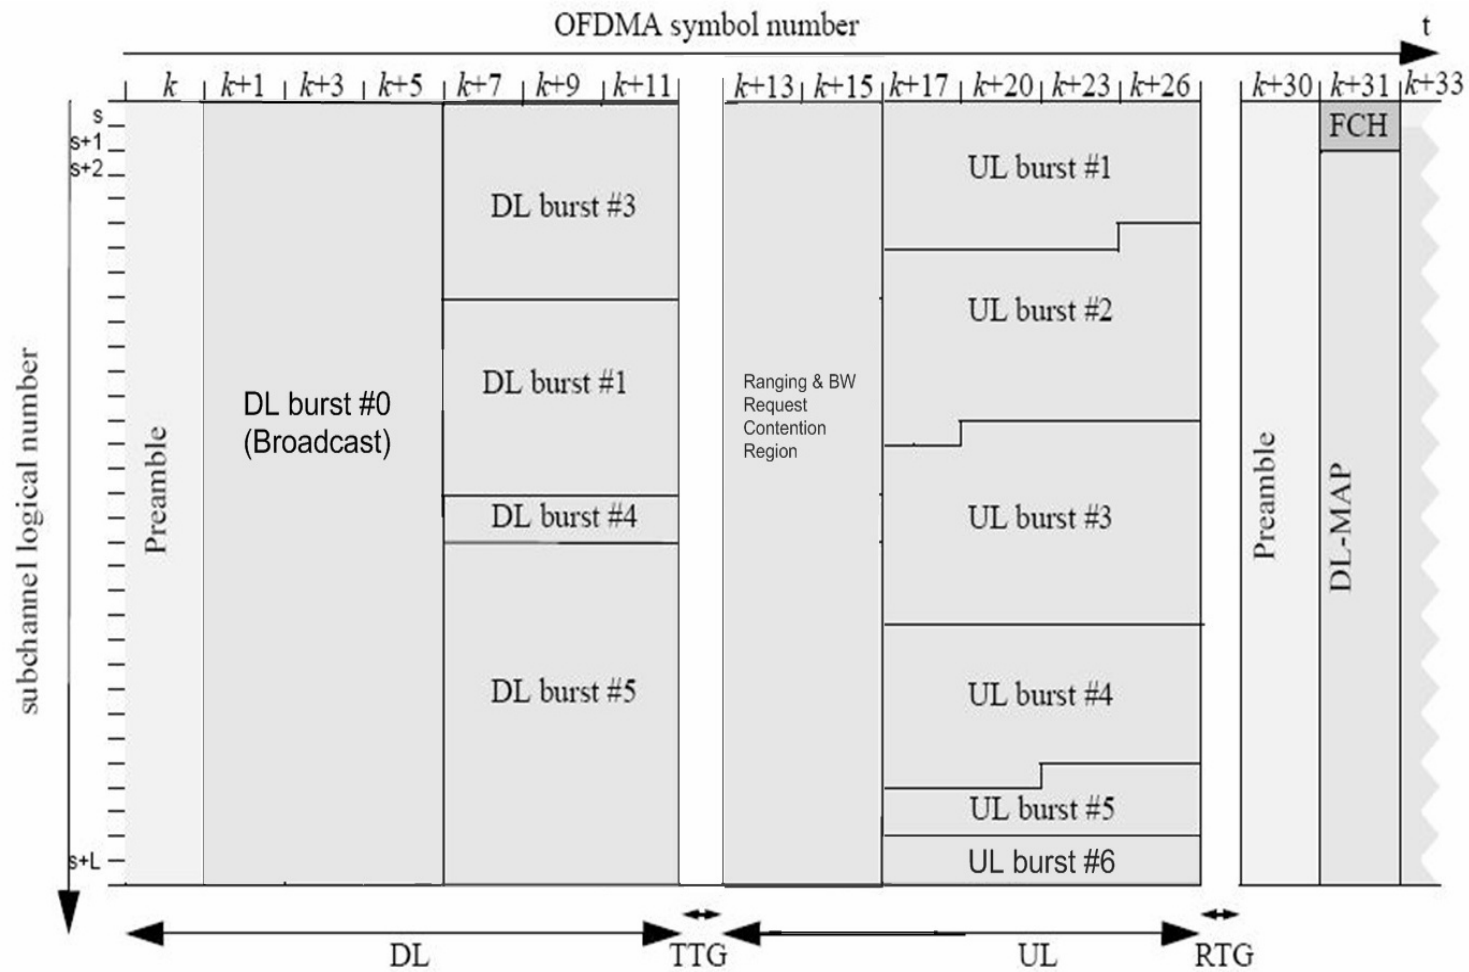 OFDMA symbol number
t
k
k+1
k+3
k+5
k+7
k+9
k+11
k+13
k+15
k+17
k+20
k+23
k+26
k+30
k+31
k+33
s
s+1
s+2
s+L
subchannel logical number
Preamble
DL burst #0
(Broadcast)
DL burst #3
DL burst #1
DL burst #4
DL burst #5
Ranging & BW
Request
Contention
Region
UL burst #1
UL burst #2
UL burst #3
UL burst #4
UL burst #5
UL burst #6
Preamble
FCH
DL-MAP
DL
TTG
UL
RTG